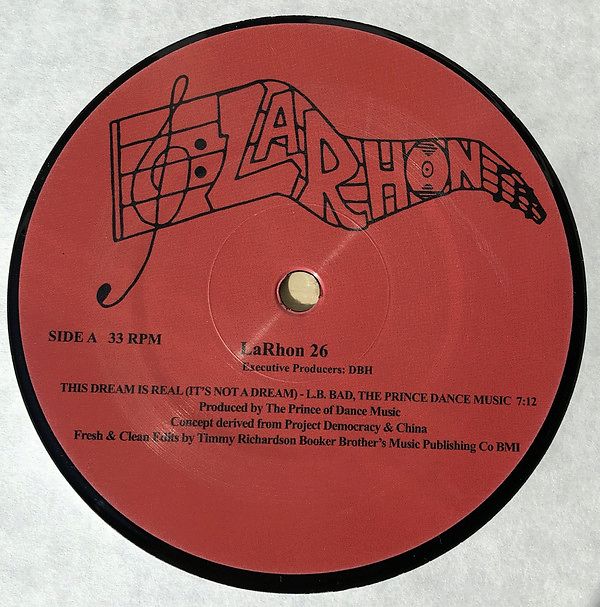 LARHON
SIDE A 33 RPM
LaRhon 26
Executive Producers: DBH
THIS DREAM IS REAL (IT'S NOT A DREAM) - L.B. BAD, THE PRINCE DANCE MUSIC 7:12
Produced by The Prince of Dance Music
Concept derived from Project Democracy & China
Fresh & Clean Edits by Timmy Richardson Booker Brother's Music Publishing Co BMI